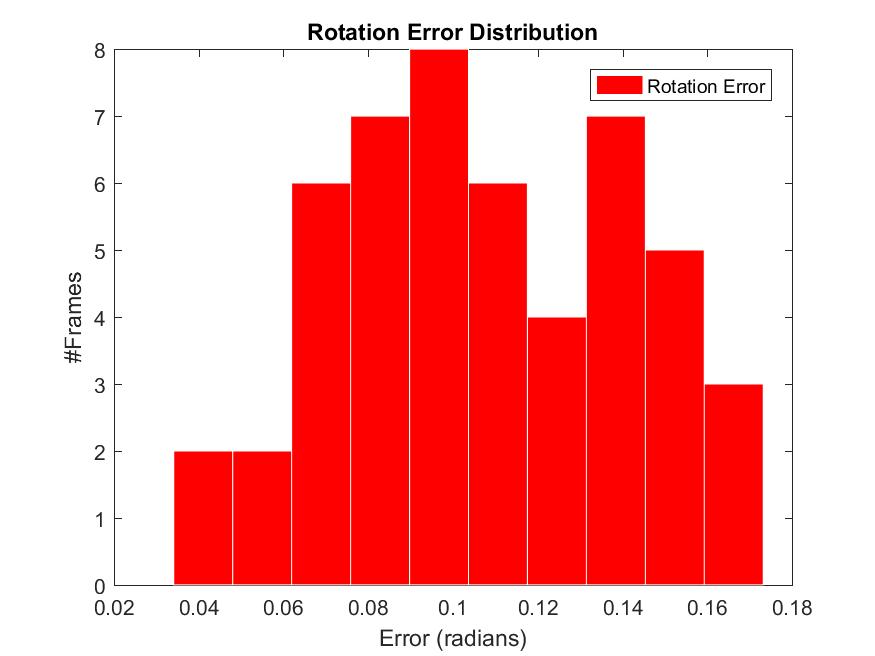 Rotation Error Distribution
Rotation Error
8
7
6
5
4
3
2
1
0
#Frames
0.02 0.04 0.06 0.08 0.1 0.12 0.14 0.16 0.18
Error (radians)